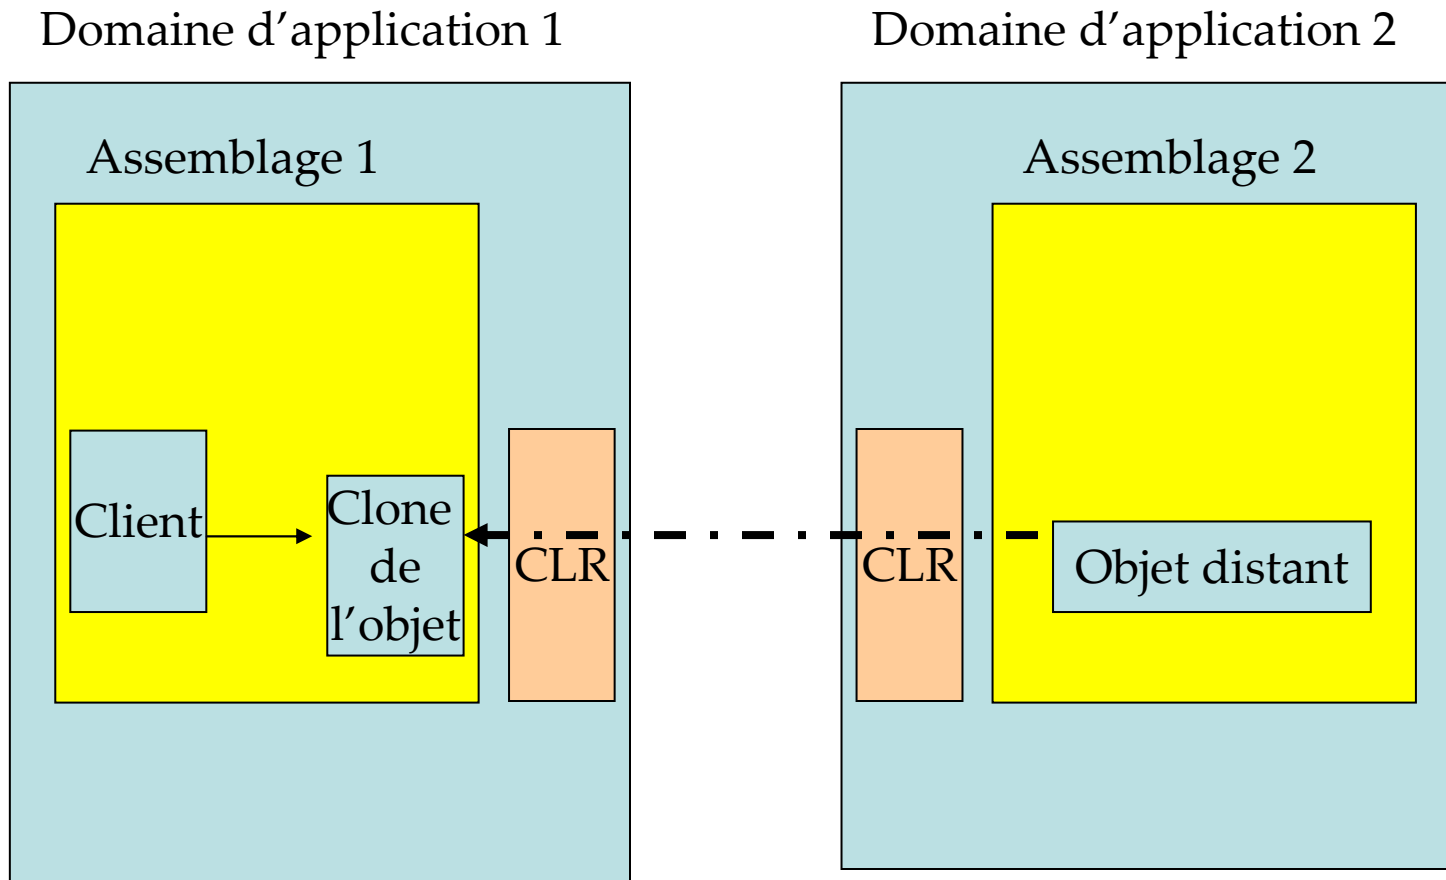 Domaine d’application 1
Domaine d’application 2
Assemblage 1
Assemblage 2
Client
Clone
de
l’objet
CLR
CLR
Objet distant